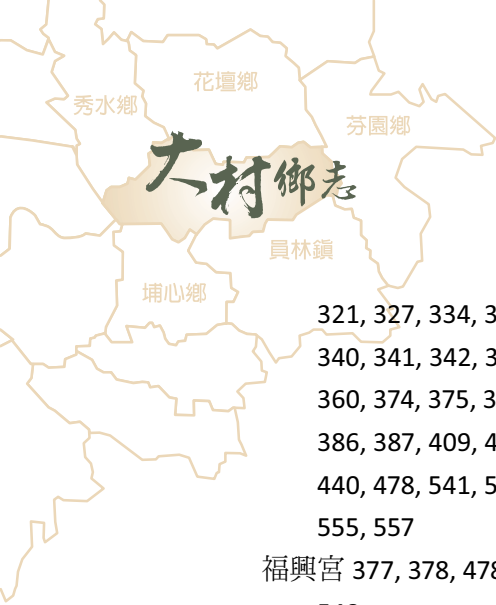 花壇鄉
秀水鄉
芬園鄉
大村鄉志
員林鎮
埔心鄉
321, 327, 334,
340, 341, 342,
360, 374, 375,
386, 387, 409,
440, 478, 541,
555, 557
福興宮 377, 378, 478